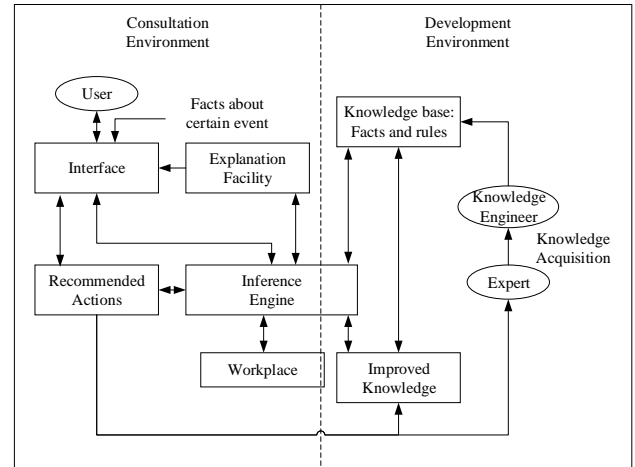 Consultation
Environment
Development
Environment
User
Facts about
certain event
Knowledge base:
Facts and rules
Interface
Explanation
Facility
Knowledge
Engineer
Knowledge
Acquisition
Expert
Recommended
Actions
Inference
Engine
Workplace
Improved
Knowledge